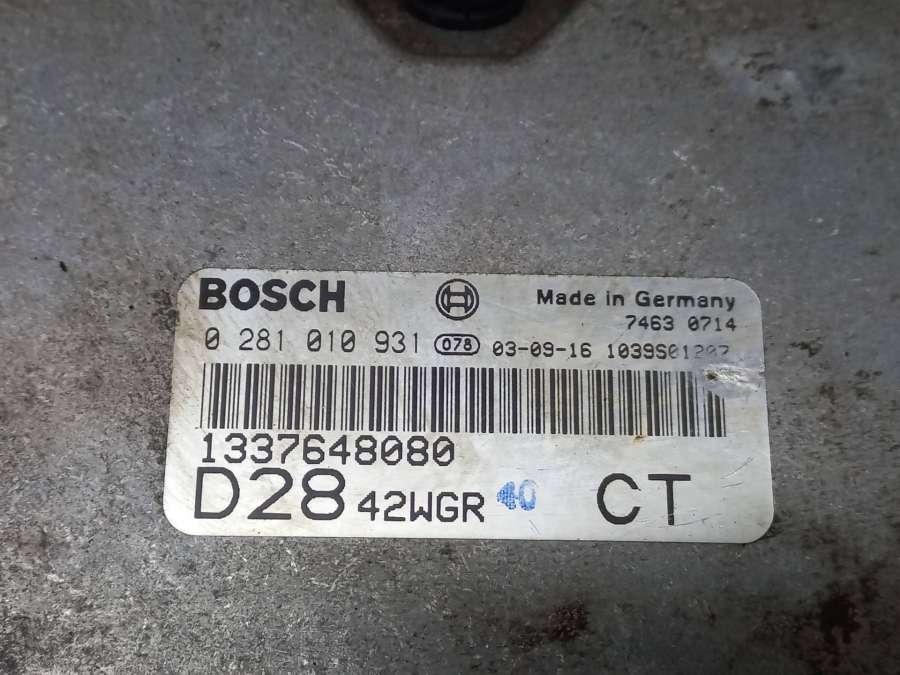 BOSCH Made in Germany
7463 0714
0 281 010 931 078 03-09-16 1039S01207
1337648080
D28 42WGR 40 CT